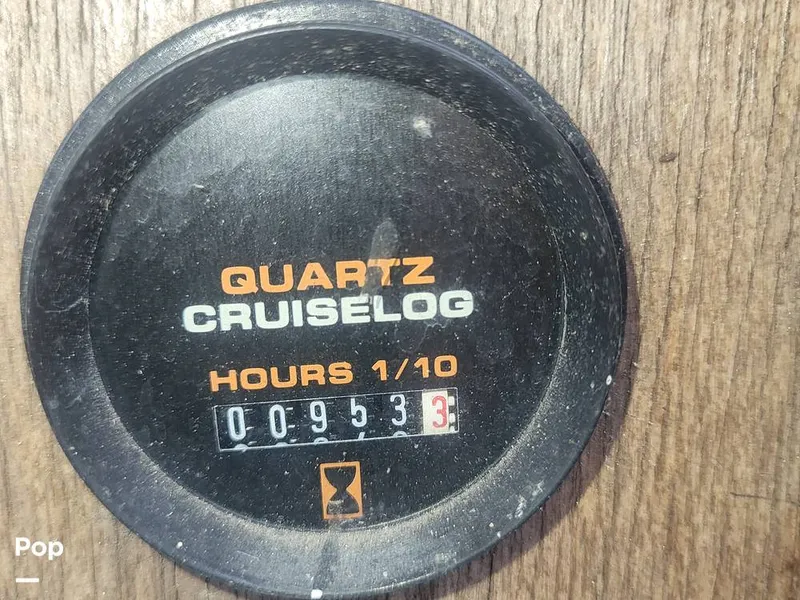 QUARTZ
CRUISELOG
HOURS 1/10
009533
Pop